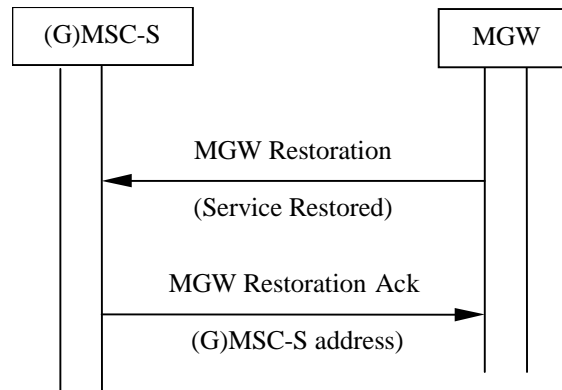 (G)MSC-S
MGW
MGW Restoration
(Service Restored)
MGW Restoration Ack
(G)MSC-S address)